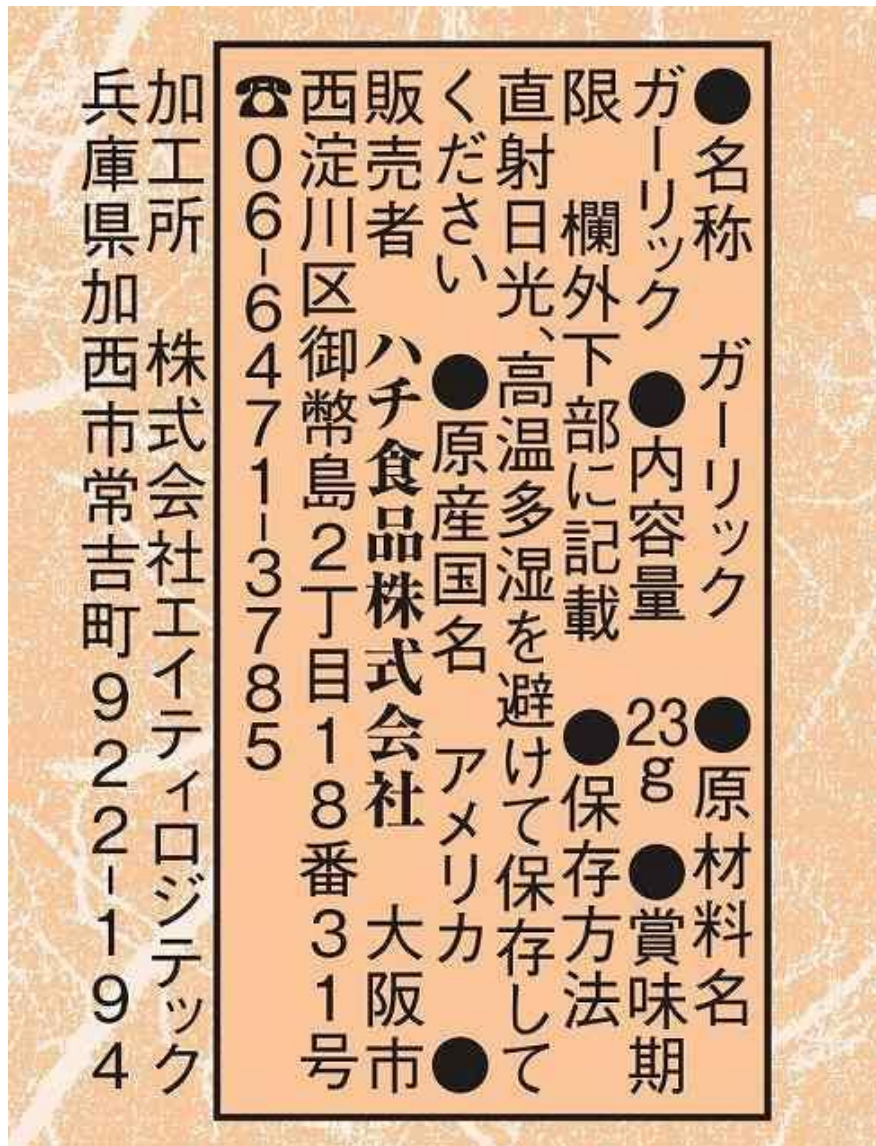 ●名称 ガーリック ●原材料名
ガーリック ●内容量 23g ●賞味期
限 欄外下部に記載 ●保存方法
直射日光、高温多湿を避けて保存して
ください ●原産国名 アメリカ ●
販売者 ハチ食品株式会社 大阪市
西淀川区御幣島2丁目18番31号
☎06-6471-3785
加工所 株式会社エイティロジテック
兵庫県加西市常吉町922-194